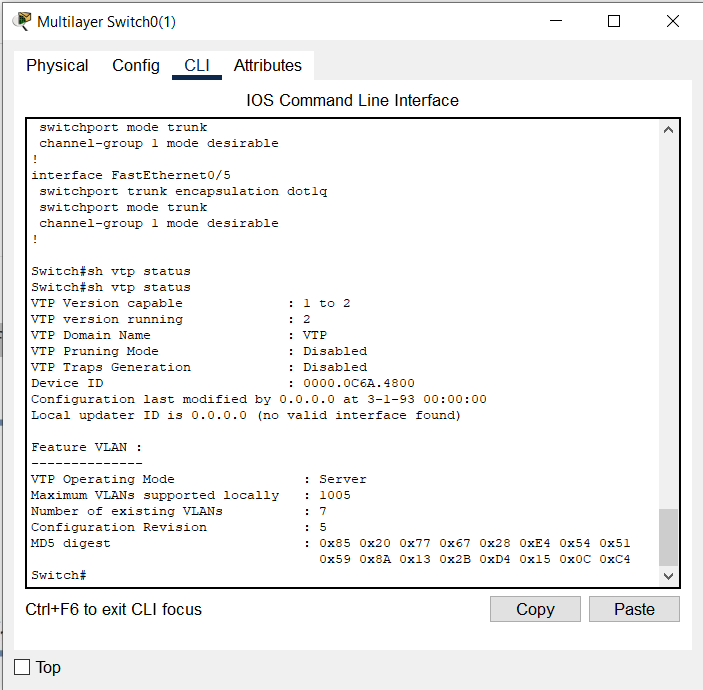 Multilayer Switch0(1)
Physical Config CLI Attributes
IOS Command Line Interface
switchport mode trunk
channel-group 1 mode desirable
!
interface FastEthernet0/5
switchport trunk encapsulation dot1q
switchport mode trunk
channel-group 1 mode desirable
!
Switch#sh vtp status
Switch#sh vtp status
VTP Version capable : 1 to 2
VTP version running : 2
VTP Domain Name : VTP
VTP Pruning Mode : Disabled
VTP Traps Generation : Disabled
Device ID : 0000.0C6A.4800
Configuration last modified by 0.0.0.0 at 3-1-93 00:00:00
Local updater ID is 0.0.0.0 (no valid interface found)
Feature VLAN :
--------------
VTP Operating Mode : Server
Maximum VLANs supported locally : 1005
Number of existing VLANs : 7
Configuration Revision : 5
MD5 digest : 0x85 0x20 0x77 0x67 0x28 0xE4 0x54 0x51
0x59 0x8A 0x13 0x2B 0xD4 0x15 0x0C 0xC4
Switch#
Ctrl+F6 to exit CLI focus
Copy Paste
Top